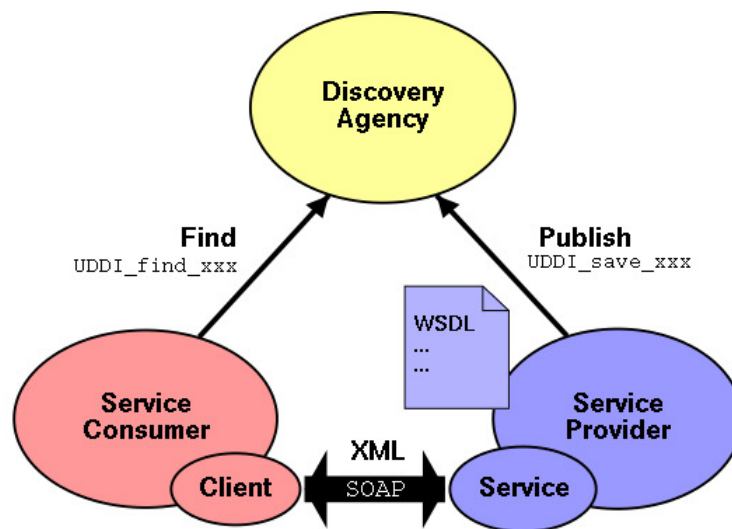 Discovery
Agency
Find
UDDI_find_xxx
Publish
UDDI_save_xxx
WSDL
...
...
Service
Consumer
Service
Provider
XML
Client
SOAP
Service